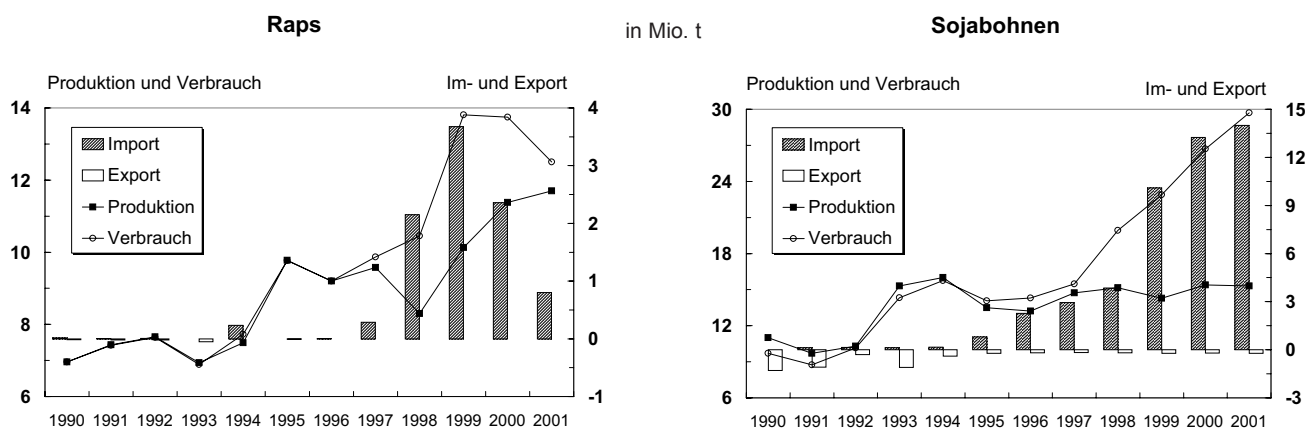 Raps
in Mio. t
Sojabohnen
Produktion und Verbrauch
Im- und Export
14
12
10
8
6
4
3
2
1
0
-1
Import
Export
Produktion
Verbrauch
1990 1991 1992 1993 1994 1995 1996 1997 1998 1999 2000 2001
Produktion und Verbrauch
Im- und Export
30
24
18
12
6
15
12
9
6
3
0
-3
Import
Export
Produktion
Verbrauch
1990 1991 1992 1993 1994 1995 1996 1997 1998 1999 2000 2001